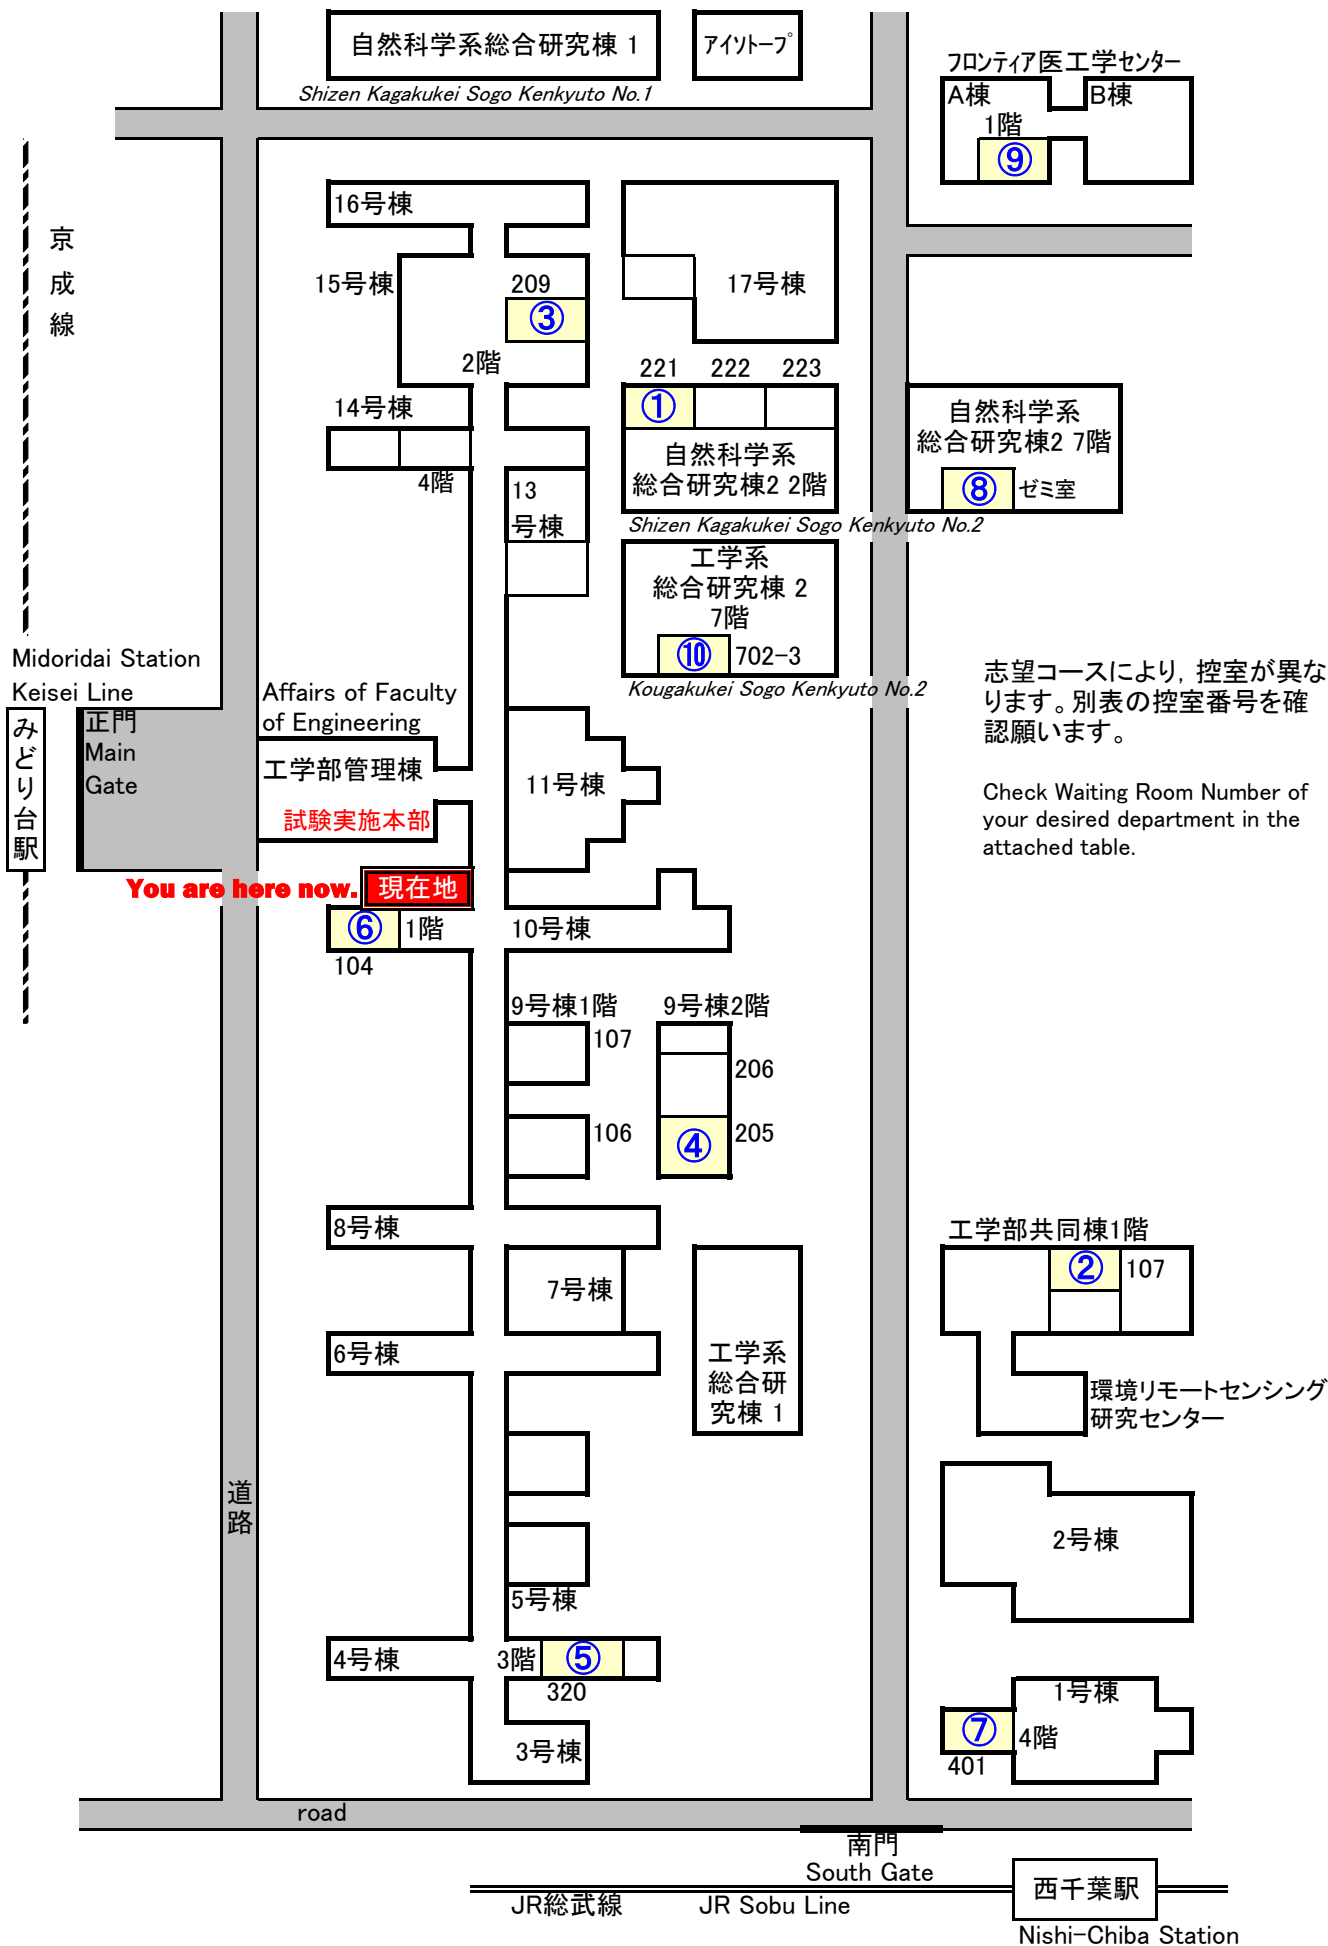 自然科学系総合研究棟 1
アイソトープ
Shizen Kagakukei Sogo Kenkyuto No.1
フロンティア医工学センター
A棟
B棟
1階
⑨
京
成
線
16号棟
15号棟
209
③
2階
17号棟
221
222
223
①
自然科学系
総合研究棟2 2階
Shizen Kagakukei Sogo Kenkyuto No.2
自然科学系
総合研究棟2 7階
⑧
ゼミ室
14号棟
4階
13
号棟
工学系
総合研究棟 2
7階
⑩
702-3
Kougakukei Sogo Kenkyuto No.2
Midoridai Station
Keisei Line
みどり台駅
正門
Main
Gate
Affairs of Faculty
of Engineering
工学部管理棟
試験実施本部
11号棟
志望コースにより, 控室が異な
ります。別表の控室番号を確
認願います。
Check Waiting Room Number of
your desired department in the
attached table.
You are here now.
現在地
⑥
1階
104
10号棟
9号棟1階
107
106
9号棟2階
206
④
205
8号棟
7号棟
6号棟
工学系
総合研
究棟 1
工学部共同棟1階
②
107
環境リモートセンシング
研究センター
道
路
2号棟
5号棟
4号棟
3階
⑤
320
3号棟
1号棟
⑦
4階
401
road
南門
South Gate
JR総武線
JR Sobu Line
西千葉駅
Nishi-Chiba Station